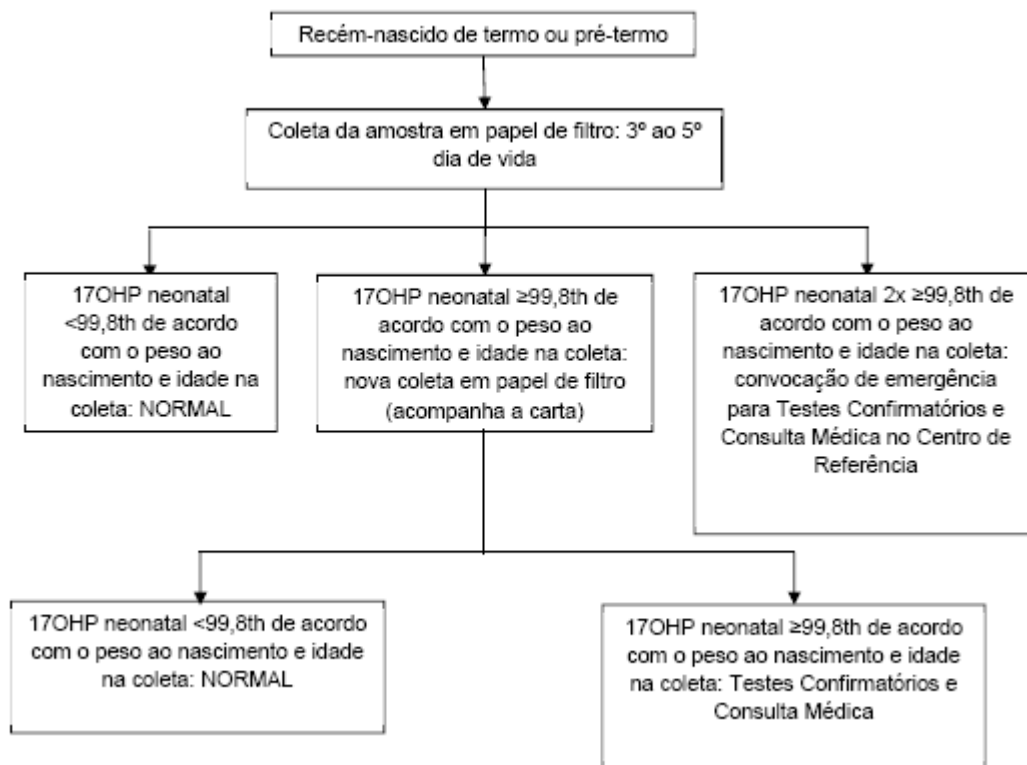 Recém-nascido de termo ou pré-termo
Coleta da amostra em papel de filtro: 3º ao 5º
dia de vida
17OHP neonatal
<99,8th de acordo
com o peso ao
nascimento e idade na
coleta: NORMAL
17OHP neonatal ≥99,8th de
acordo com o peso ao
nascimento e idade na coleta:
nova coleta em papel de filtro
(acompanha a carta)
17OHP neonatal 2x ≥99,8th de
acordo com o peso ao
nascimento e idade na coleta:
convocação de emergência
para Testes Confirmatórios e
Consulta Médica no Centro de
Referência
17OHP neonatal <99,8th de acordo
com o peso ao nascimento e idade
na coleta: NORMAL
17OHP neonatal ≥99,8th de acordo
com o peso ao nascimento e idade
na coleta: Testes Confirmatórios e
Consulta Médica